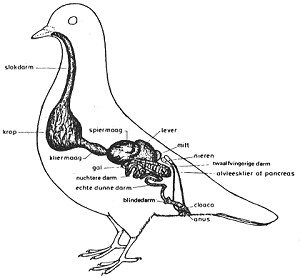 slokdarm
krop
spiermaag
lever
milt
nieren
twaalfvingerige darm
alvleesklier of pancreas
kliermaag
gal
nuchtere darm
echte dunne darm
blindedarm
cloaca
anus